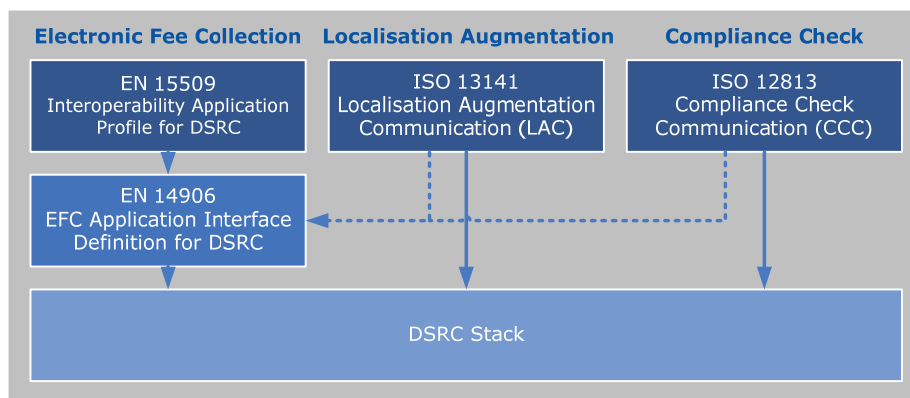 Electronic Fee Collection
Localisation Augmentation
Compliance Check
EN 15509
Interoperability Application
Profile for DSRC
ISO 13141
Localisation Augmentation
Communication (LAC)
ISO 12813
Compliance Check
Communication (CCC)
EN 14906
EFC Application Interface
Definition for DSRC
DSRC Stack